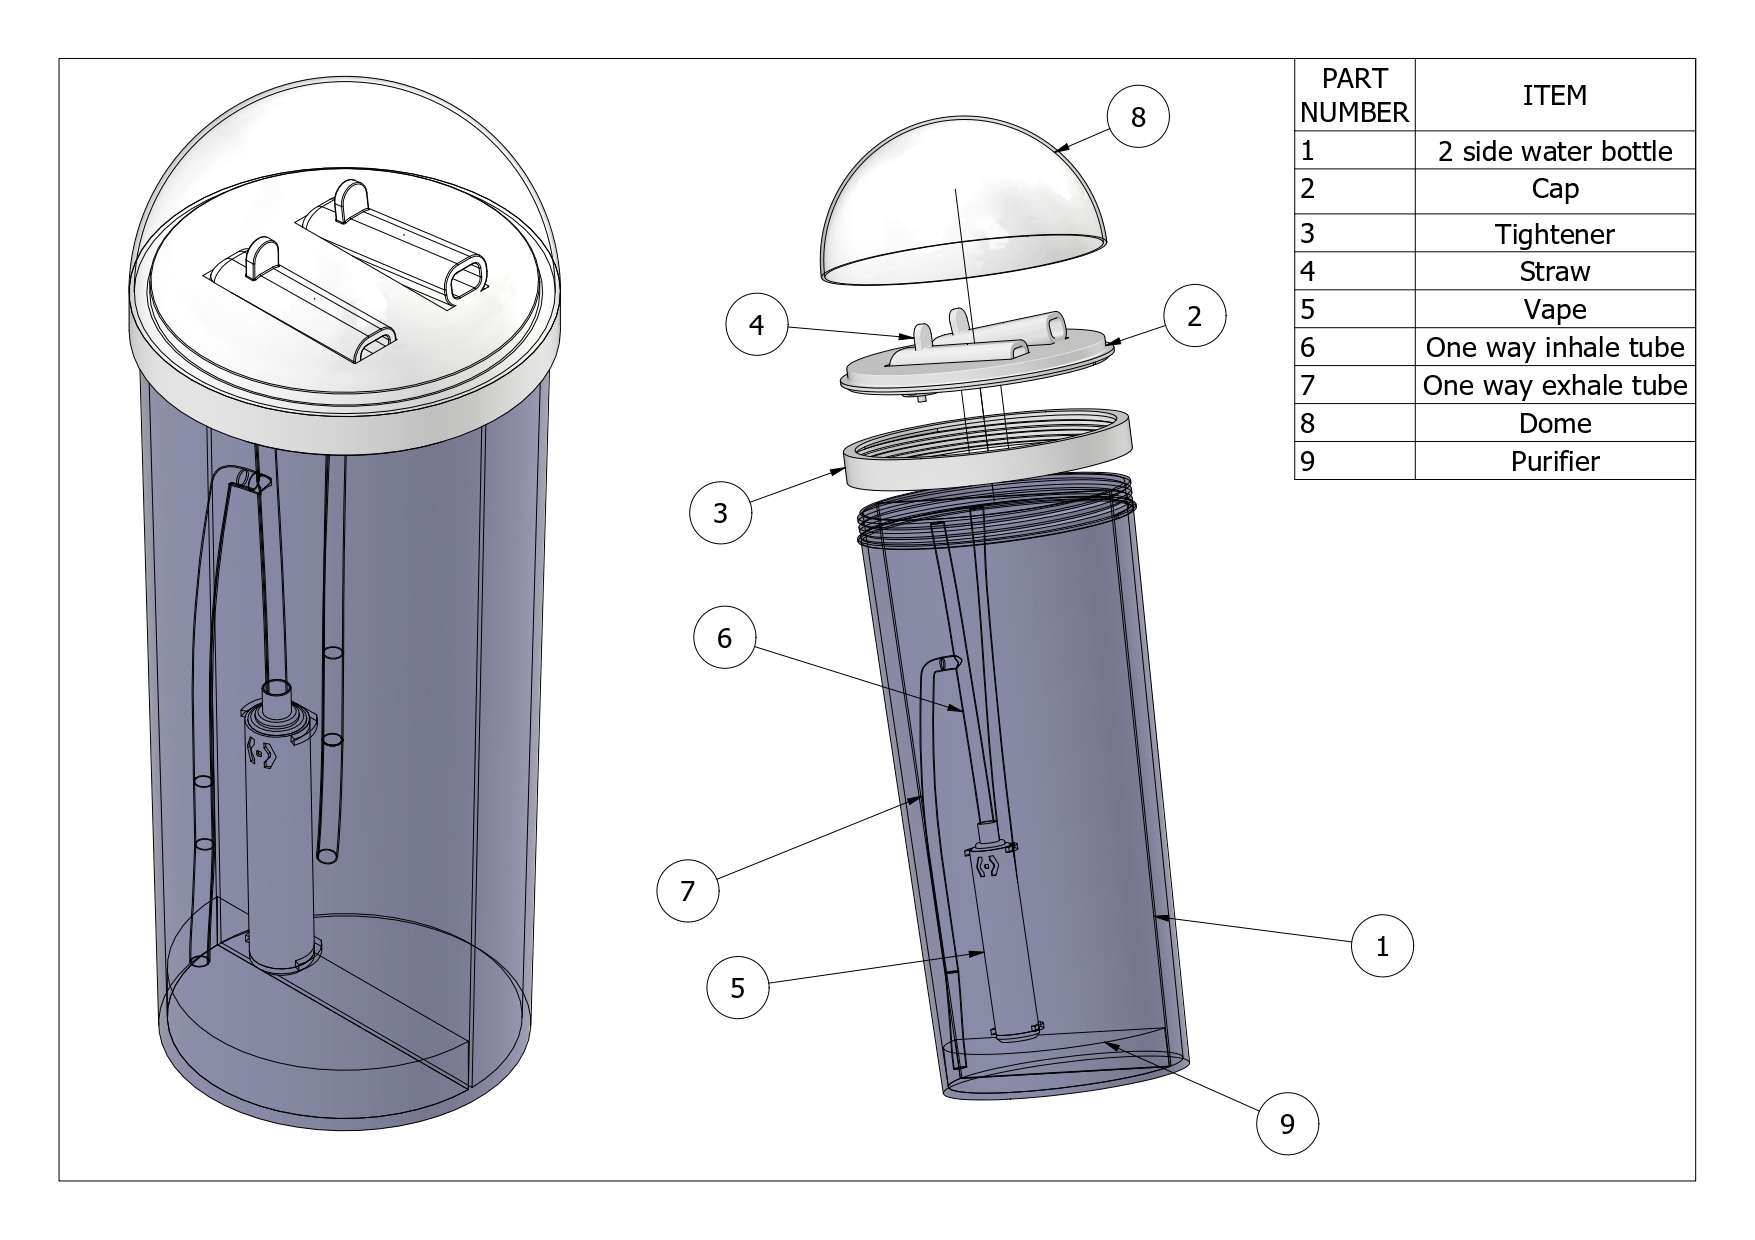 PART
NUMBER
ITEM
1 2 side water bottle
2 Cap
3 Tightener
4 Straw
5 Vape
6 One way inhale tube
7 One way exhale tube
8 Dome
9 Purifier
8
4
2
3
6
7
1
5
9